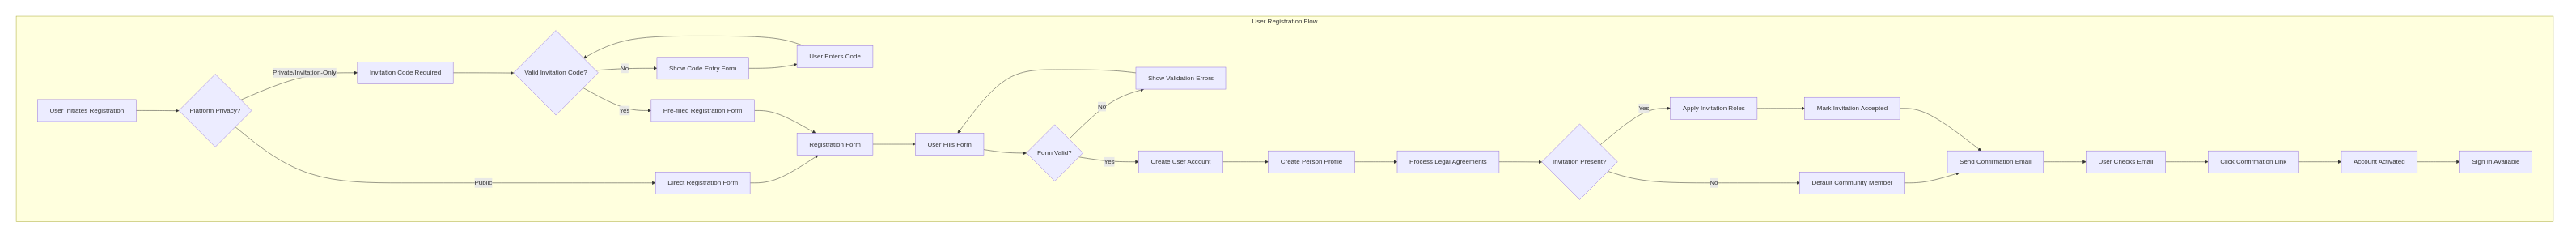 User Registration Flow
User Initiates Registration
Platform Privacy?
Private/Invitation-Only
Invitation Code Required
Valid Invitation Code?
No
Show Code Entry Form
User Enters Code
Yes
Pre-filled Registration Form
Public
Direct Registration Form
Registration Form
User Fills Form
Form Valid?
No
Show Validation Errors
Yes
Create User Account
Create Person Profile
Process Legal Agreements
Invitation Present?
Yes
Apply Invitation Roles
Mark Invitation Accepted
No
Default Community Member
Send Confirmation Email
User Checks Email
Click Confirmation Link
Account Activated
Sign In Available